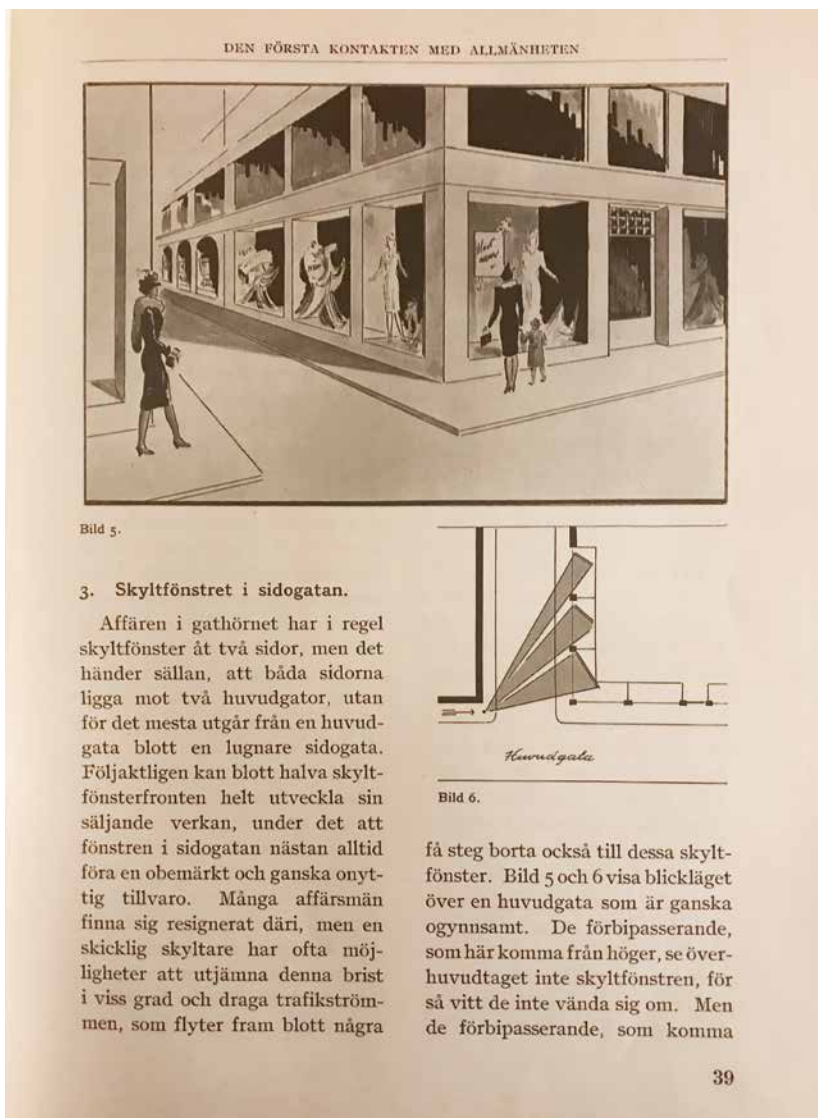 DEN FÖRSTA KONTAKTEN MED ALLMÄNHETEN
Bild 5.
3. Skyltfönstret i sidogatan.
Affären i gathörnet har i regel
skyltfönster åt två sidor, men det
händer sällan, att båda sidorna
ligga mot två huvudgator, utan
för det mesta utgår från en huvud-
gata blott en lugnare sidogata.
Följaktligen kan blott halva skylt-
fönsterfronten helt utveckla sin
säljande verkan, under det att
fönstren i sidogatan nästan alltid
föra en obemärkt och ganska onyt-
tig tillvaro. Många affärsmän
finna sig resignerat däri, men en
skicklig skyltare har ofta möj-
ligheter att utjämna denna brist
i viss grad och draga trafikström-
men, som flyter fram blott några
Huvudgata
Bild 6.
få steg borta också till dessa skylt-
fönster. Bild 5 och 6 visa blickläget
över en huvudgata som är ganska
ogynnsamt. De förbipasserande,
som här komma från höger, se över-
huvudtaget inte skyltfönstren, för
så vitt de inte vända sig om. Men
de förbipasserande, som komma
39